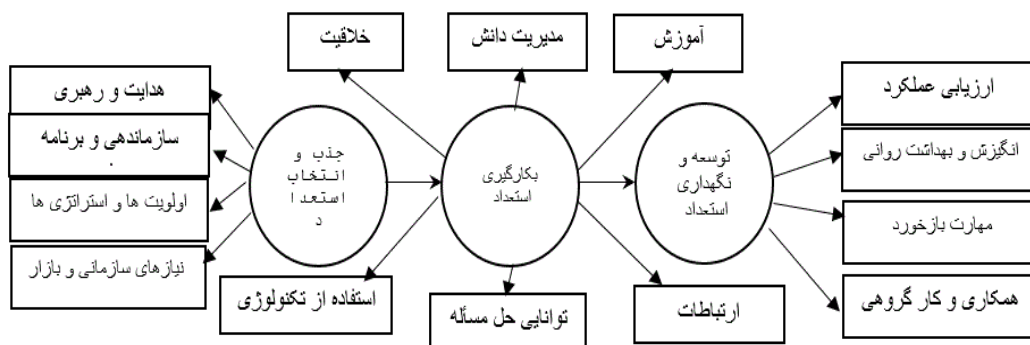 خلاقیت
مدیریت دانش
آموزش
هدایت و رهبری
سازماندهی و برنامه
اولویت ها و استراتژی ها
نیازهای سازمانی و بازار
جذب و
انتخاب
استعدا
د
بکارگیری
استعداد
توسعه و
نگهداری
استعداد
ارزیابی عملکرد
انگیزش و بهداشت روانی
مهارت بازخورد
همکاری و کار گروهی
استفاده از تکنولوژی
توانایی حل مسأله
ارتباطات